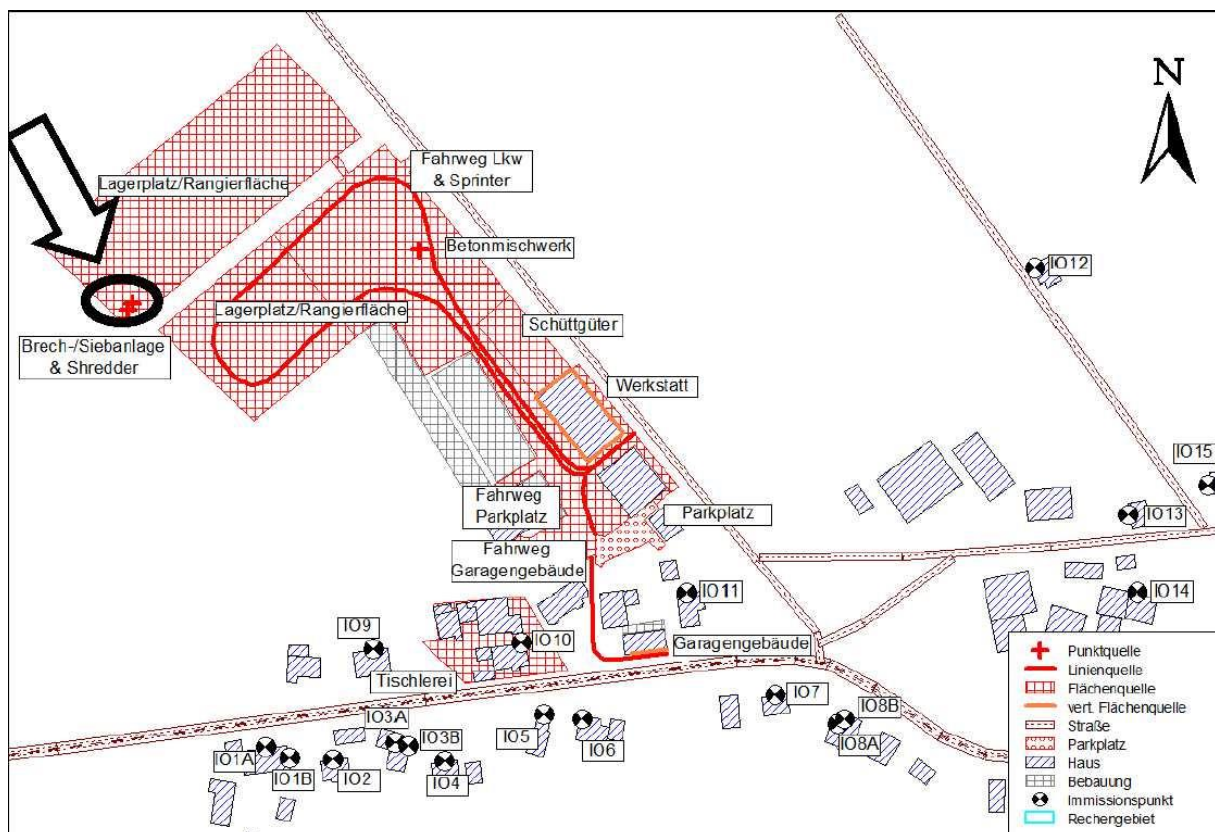 N
Fahrweg Lkw
& Sprinter
Lagerplatz/Rangierfläche
Betonmischwerk
IO12
Lagerplatz/Rangierfläche
Schüttgüter
Brech-/Siebanlage
& Shredder
Werkstatt
IO15
Fahrweg
Parkplatz
Parkplatz
IO13
Fahrweg
Garagengebäude
IO11
IO14
IO9
IO10
Garagengebäude
Tischlerei
IO7
IO3A
IO8B
IO5
IO3B
IO6
IO8A
IO1A
IO1B
IO2
IO4
Punktquelle
Linienquelle
Flächenquelle
vert. Flächenquelle
Straße
Parkplatz
Haus
Bebauung
Immissionspunkt
Rechengebiet